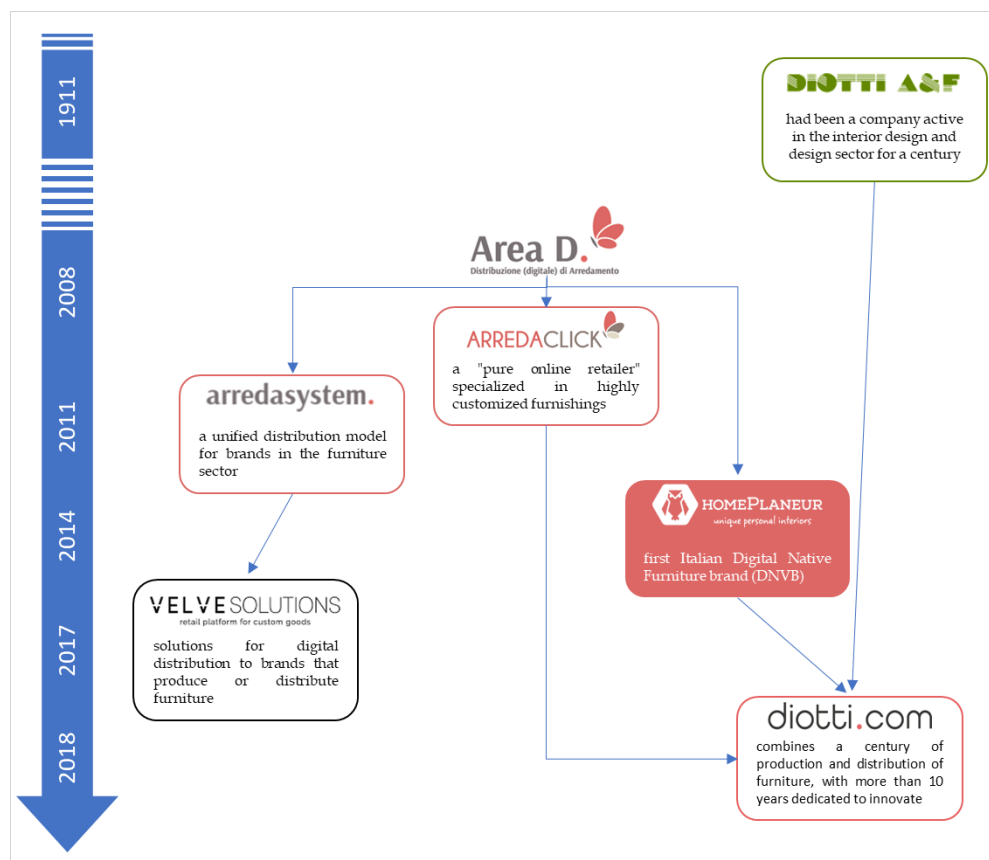 1911
2008
2011
2014
2017
2018
DIOTTI A&F
had been a company active
in the interior design and
design sector for a century
Area D.
Distribuzione (digitale) di Arredamento
ARREDACLICK
a "pure online retailer"
specialized in highly
customized furnishings
arredasystem.
a unified distribution model
for brands in the furniture
sector
HOMEPLANEUR
unique personal interiors
first Italian Digital Native
Furniture brand (DNVB)
VELVE SOLUTIONS
retail platform for custom goods
solutions for digital
distribution to brands that
produce or distribute
furniture
diotti.com
combines a century of
production and distribution of
furniture, with more than 10
years dedicated to innovate